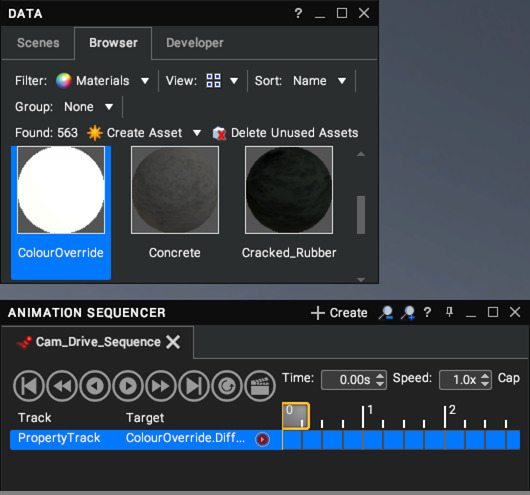 DATA ?
Scenes Browser Developer
Filter: Materials View: Sort: Name
Group: None
Found: 563 Create Asset Delete Unused Assets
ColourOverride Concrete Cracked_Rubber
ANIMATION SEQUENCER Create ?
Cam_Drive_Sequence
Time: 0.00s Speed: 1.0x Cap
Track Target 0 1 2
PropertyTrack ColourOverride.Diff...